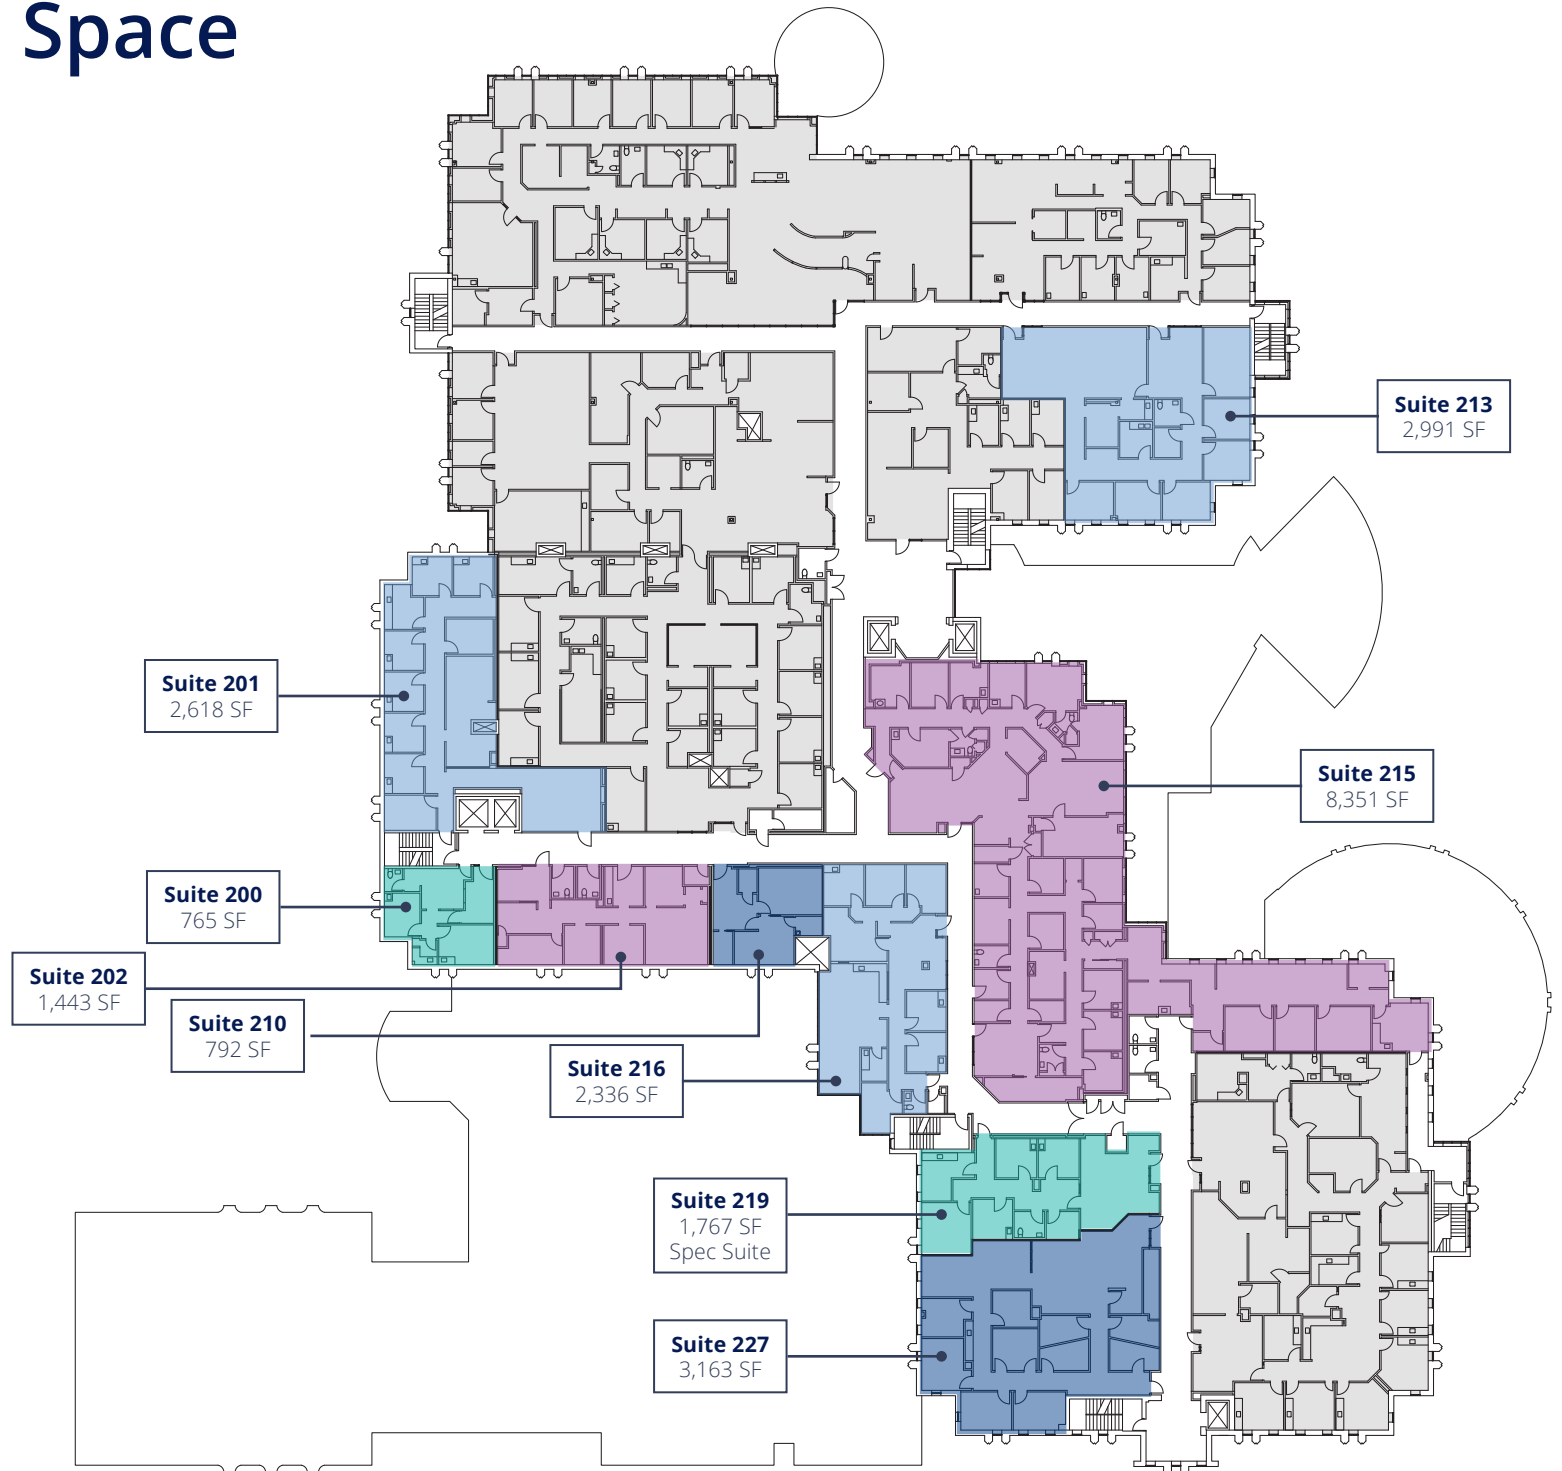 Space
Suite 213
2,991 SF
Suite 201
2,618 SF
Suite 215
8,351 SF
Suite 200
765 SF
Suite 202
1,443 SF
Suite 210
792 SF
Suite 216
2,336 SF
Suite 219
1,767 SF
Spec Suite
Suite 227
3,163 SF